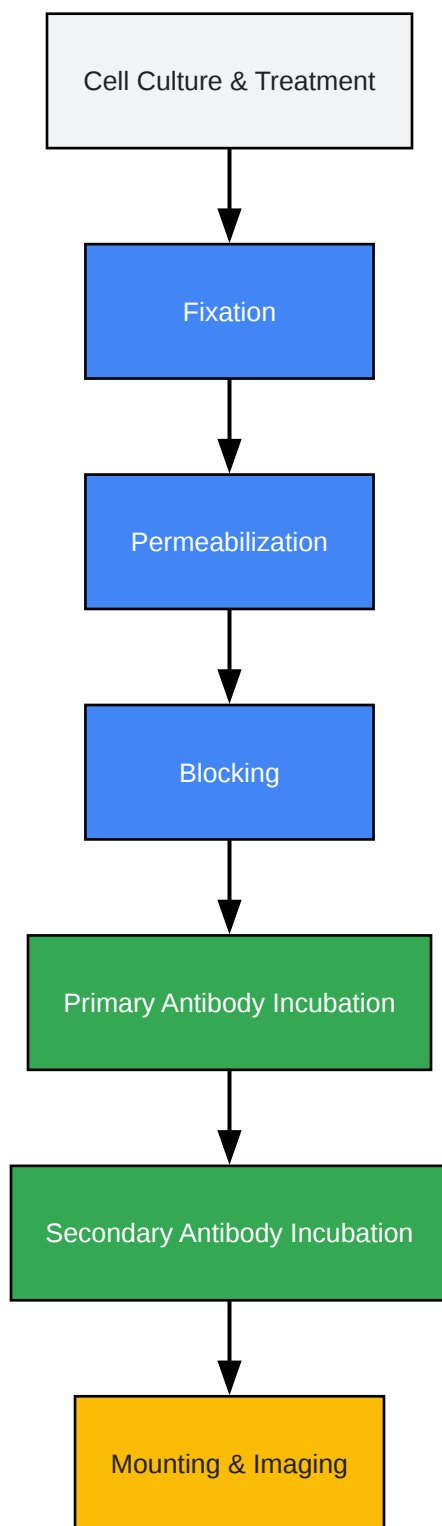 Cell Culture & Treatment
Fixation
Permeabilization
Blocking
Primary Antibody Incubation
Secondary Antibody Incubation
Mounting & Imaging